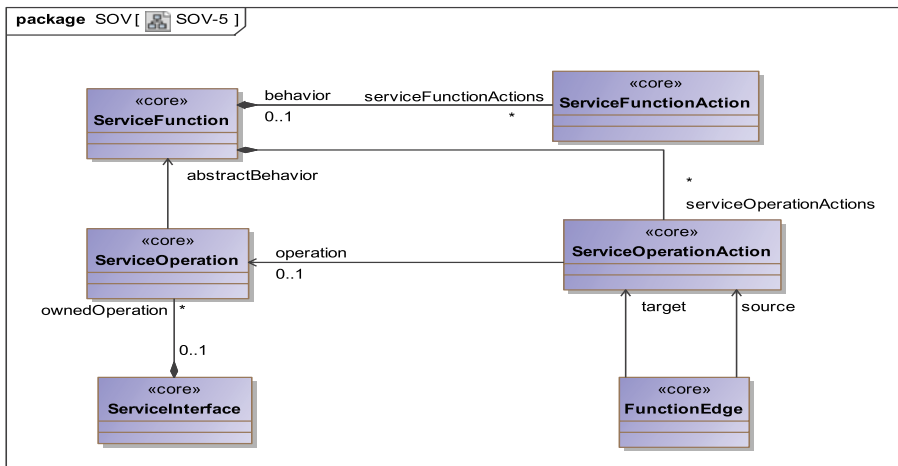 package SOV [ SOV-5 ]
«core»
ServiceFunction
behavior
0..1
serviceFunctionActions
*
«core»
ServiceFunctionAction
abstractBehavior
*
serviceOperationActions
«core»
ServiceOperation
operation
0..1
«core»
ServiceOperationAction
ownedOperation *
0..1
target
source
«core»
ServiceInterface
«core»
FunctionEdge